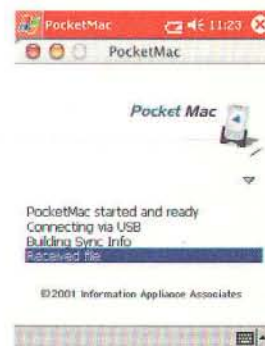 PocketMac 11:23
PocketMac
Pocket Mac
PocketMac started and ready
Connecting via USB
Building Sync Info
Received file
©2001 Information Appliance Associates